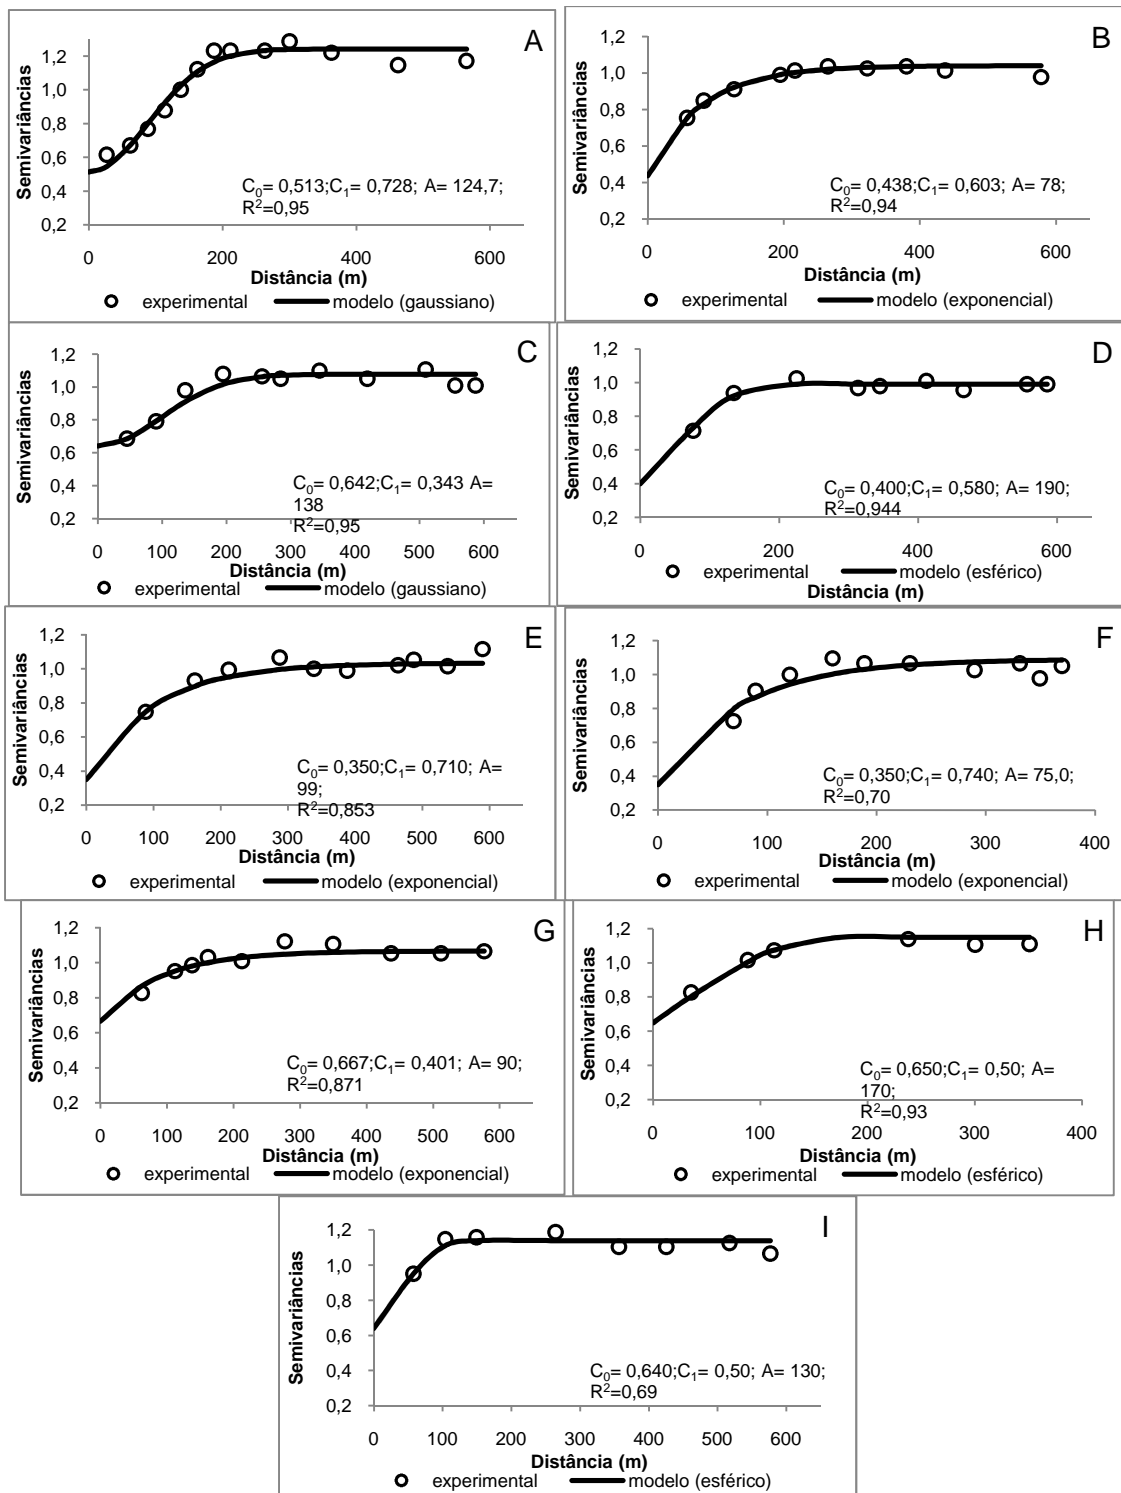 A
Semivariâncias
1,2
1,0
0,8
0,6
0,4
0,2
C₀= 0,513;C₁= 0,728; A= 124,7;
R²=0,95
0 200 400 600
Distância (m)
experimental modelo (gaussiano)
B
Semivariâncias
1,2
1,0
0,8
0,6
0,4
0,2
C₀= 0,438;C₁= 0,603; A= 78;
R²=0,94
0 200 400 600
Distância (m)
experimental modelo (exponencial)
C
Semivariâncias
1,2
1,0
0,8
0,6
0,4
0,2
C₀= 0,642;C₁= 0,343 A=
138
R²=0,95
0 100 200 300 400 500 600
Distância (m)
experimental modelo (gaussiano)
D
Semivariâncias
1,2
1,0
0,8
0,6
0,4
0,2
C₀= 0,400;C₁= 0,580; A= 190;
R²=0,944
0 200 400 600
experimental modelo (esférico)
Distância (m)
E
Semivariâncias
1,2
1,0
0,8
0,6
0,4
0,2
C₀= 0,350;C₁= 0,710; A=
99;
R²=0,853
0 100 200 300 400 500 600
Distância (m)
experimental modelo (exponencial)
F
Semivariâncias
1,2
1,0
0,8
0,6
0,4
0,2
C₀= 0,350;C₁= 0,740; A= 75,0;
R²=0,70
0 100 200 300 400
Distância (m)
experimental modelo (exponencial)
G
Semivariâncias
1,2
1,0
0,8
0,6
0,4
0,2
C₀= 0,667;C₁= 0,401; A= 90;
R²=0,871
0 100 200 300 400 500 600
Distância (m)
experimental modelo (exponencial)
H
Semivariâncias
1,2
1,0
0,8
0,6
0,4
0,2
C₀= 0,650;C₁= 0,50; A=
170;
R²=0,93
0 100 200 300 400
Distância (m)
experimental modelo (esférico)
I
Semivariâncias
1,2
1,0
0,8
0,6
0,4
0,2
C₀= 0,640;C₁= 0,50; A= 130;
R²=0,69
0 100 200 300 400 500 600
Distância (m)
experimental modelo (esférico)